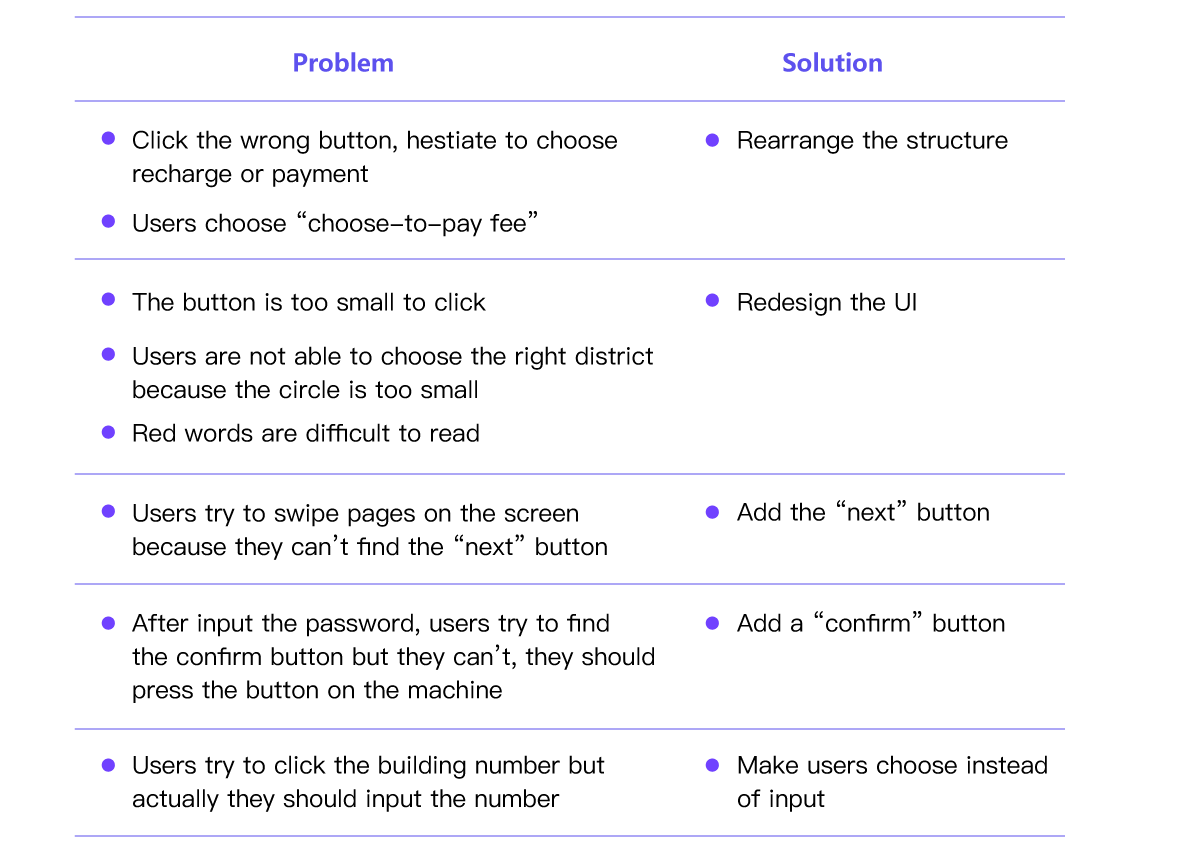 Problem
Solution
Click the wrong button, hestiate to choose
recharge or payment
Rearrange the structure
Users choose “choose-to-pay fee”
The button is too small to click
Redesign the UI
Users are not able to choose the right district
because the circle is too small
Red words are difficult to read
Users try to swipe pages on the screen
because they can’t find the “next” button
Add the “next” button
After input the password, users try to find
the confirm button but they can’t, they should
press the button on the machine
Add a “confirm” button
Users try to click the building number but
actually they should input the number
Make users choose instead
of input